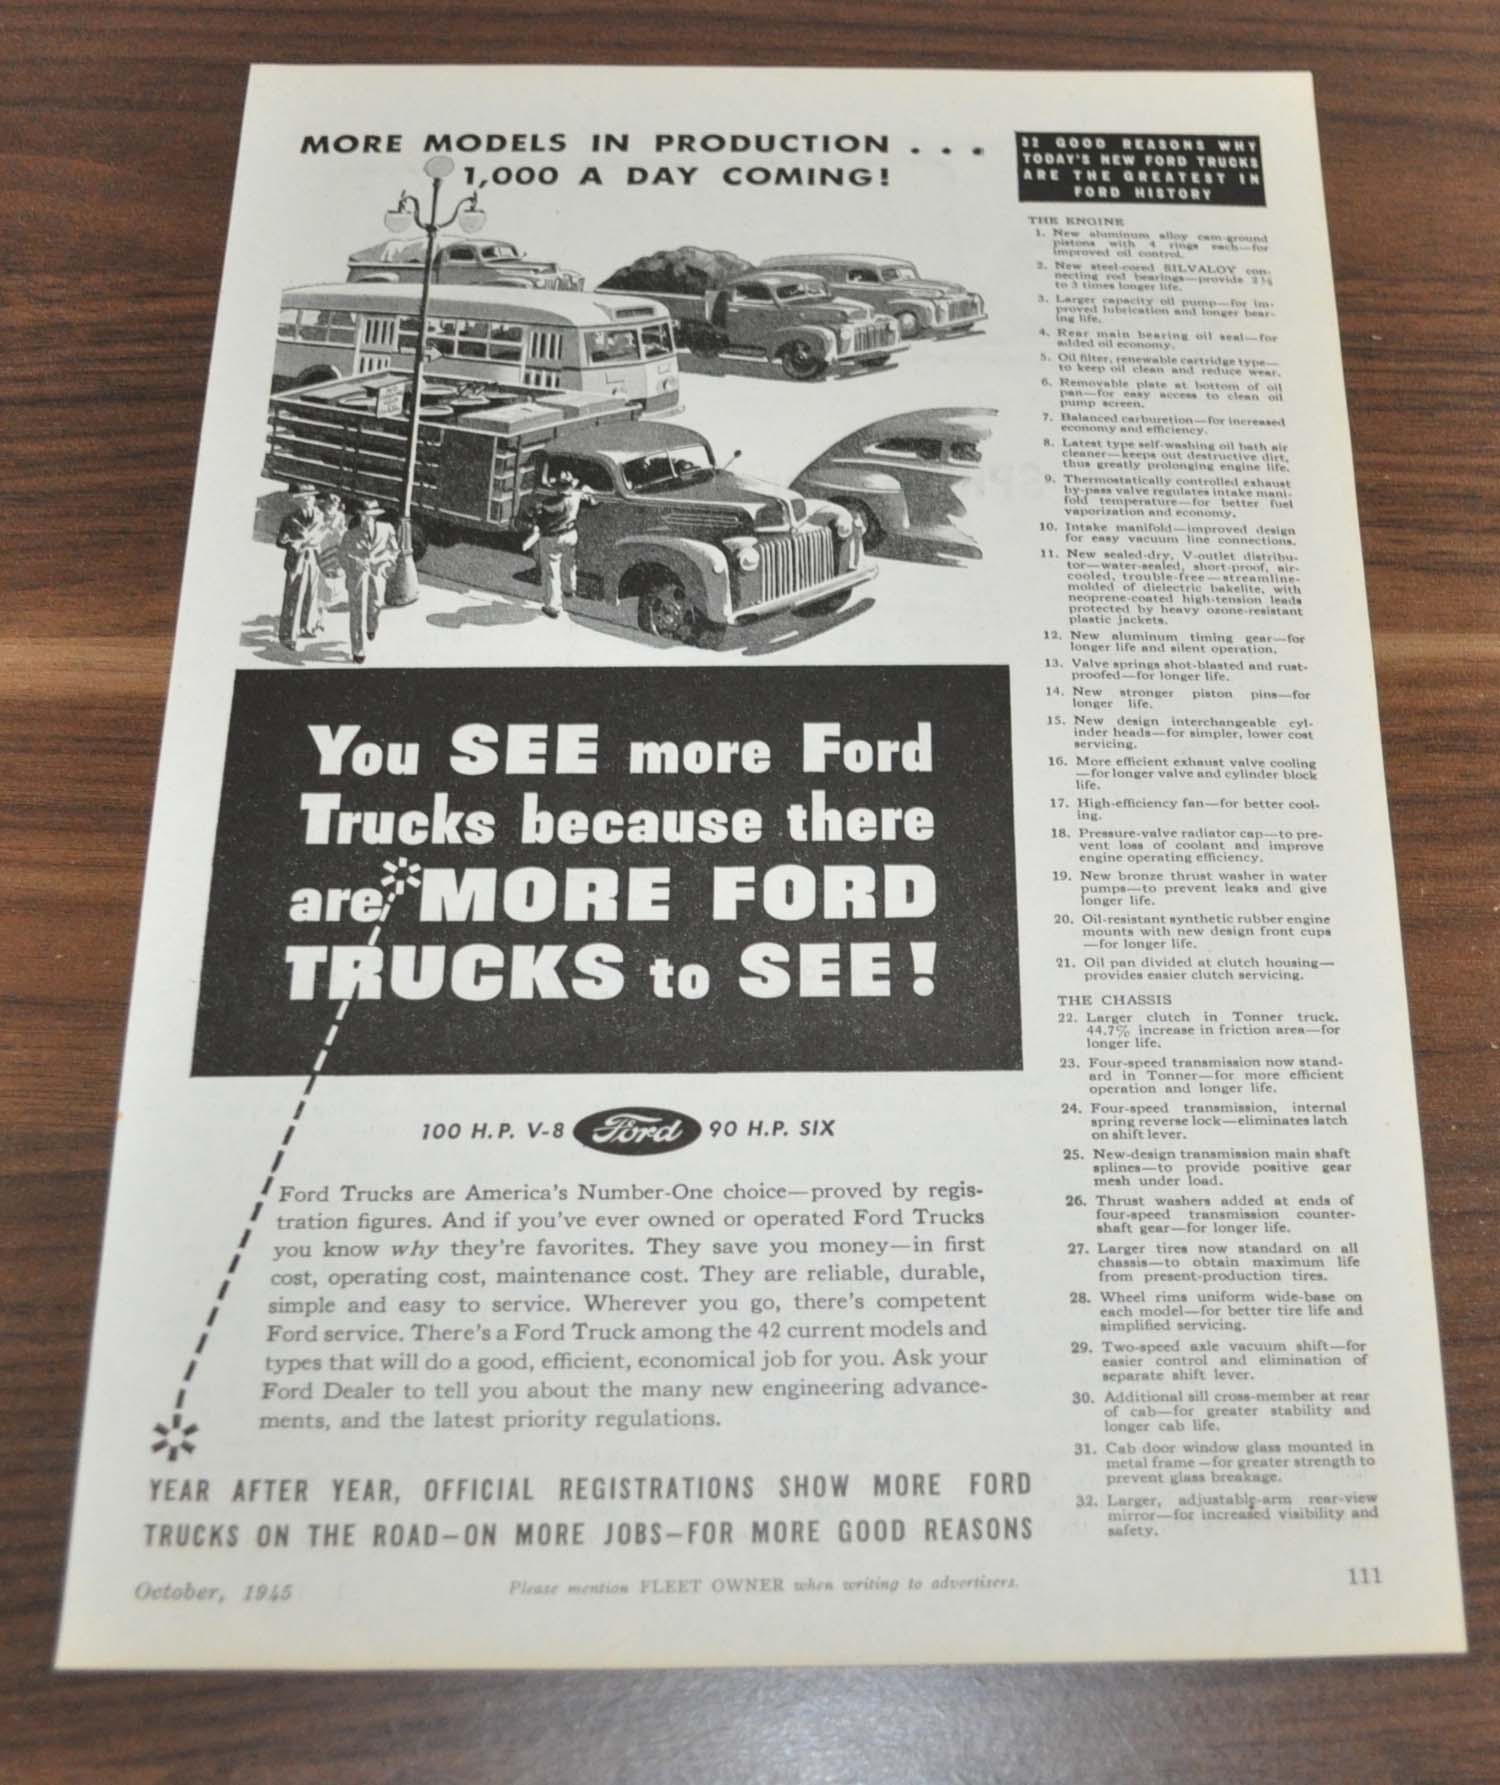 MORE MODELS IN PRODUCTION . . .
1,000 A DAY COMING!
You SEE more Ford
Trucks because there
are* MORE FORD
TRUCKS to SEE!
100 H.P. V-8 Ford 90 H.P. SIX
Ford Trucks are America's Number-One choice—proved by regis-
tration figures. And if you've ever owned or operated Ford Trucks
you know why they're favorites. They save you money—in first
cost, operating cost, maintenance cost. They are reliable, durable,
simple and easy to service. Wherever you go, there's competent
Ford service. There's a Ford Truck among the 42 current models and
types that will do a good, efficient, economical job for you. Ask your
Ford Dealer to tell you about the many new engineering advance-
ments, and the latest priority regulations.
*
YEAR AFTER YEAR, OFFICIAL REGISTRATIONS SHOW MORE FORD
TRUCKS ON THE ROAD—ON MORE JOBS—FOR MORE GOOD REASONS
32 GOOD REASONS WHY
TODAY'S NEW FORD TRUCKS
ARE THE GREATEST IN
FORD HISTORY
THE ENGINE
1. New aluminum alloy cam-ground
pistons with 4 rings each—for
improved oil control.
2. New steel-cored SILVALOY con-
necting rod bearings—provide 2½
to 3 times longer life.
3. Larger capacity oil pump—for im-
proved lubrication and longer bear-
ing life.
4. Rear main bearing oil seal—for
added oil economy.
5. Oil filter, renewable cartridge type—
to keep oil clean and reduce wear.
6. Removable plate at bottom of oil
pan—for easy access to clean oil
pump screen.
7. Balanced carburetion—for increased
economy and efficiency.
8. Latest type self-washing oil bath air
cleaner—keeps out destructive dirt,
thus greatly prolonging engine life.
9. Thermostatically controlled exhaust
by-pass valve regulates intake mani-
fold temperature—for better fuel
vaporization and economy.
10. Intake manifold—improved design
for easy vacuum line connections.
11. New sealed-dry, V-outlet distribu-
tor—water-sealed, short-proof, air-
cooled, trouble-free—streamline-
molded of dielectric bakelite, with
neoprene-coated high-tension leads
protected by heavy ozone-resistant
plastic jackets.
12. New aluminum timing gear—for
longer life and silent operation.
13. Valve springs shot-blasted and rust-
proofed—for longer life.
14. New stronger piston pins—for
longer life.
15. New design interchangeable cyl-
inder heads—for simpler, lower cost
servicing.
16. More efficient exhaust valve cooling
—for longer valve and cylinder block
life.
17. High-efficiency fan—for better cool-
ing.
18. Pressure-valve radiator cap—to pre-
vent loss of coolant and improve
engine operating efficiency.
19. New bronze thrust washer in water
pumps—to prevent leaks and give
longer life.
20. Oil-resistant synthetic rubber engine
mounts with new design front cups
—for longer life.
21. Oil pan divided at clutch housing—
provides easier clutch servicing.
THE CHASSIS
22. Larger clutch in Tonner truck.
44.7% increase in friction area—for
longer life.
23. Four-speed transmission now stand-
ard in Tonner—for more efficient
operation and longer life.
24. Four-speed transmission, internal
spring reverse lock—eliminates latch
on shift lever.
25. New-design transmission main shaft
splines—to provide positive gear
mesh under load.
26. Thrust washers added at ends of
four-speed transmission counter-
shaft gear—for longer life.
27. Larger tires now standard on all
chassis—to obtain maximum life
from present-production tires.
28. Wheel rims uniform wide-base on
each model—for better tire life and
simplified servicing.
29. Two-speed axle vacuum shift—for
easier control and elimination of
separate shift lever.
30. Additional sill cross-member at rear
of cab—for greater stability and
longer cab life.
31. Cab door window glass mounted in
metal frame—for greater strength to
prevent glass breakage.
32. Larger, adjustable-arm rear-view
mirror—for increased visibility and
safety.
October, 1945
Please mention FLEET OWNER when writing to advertisers.
111